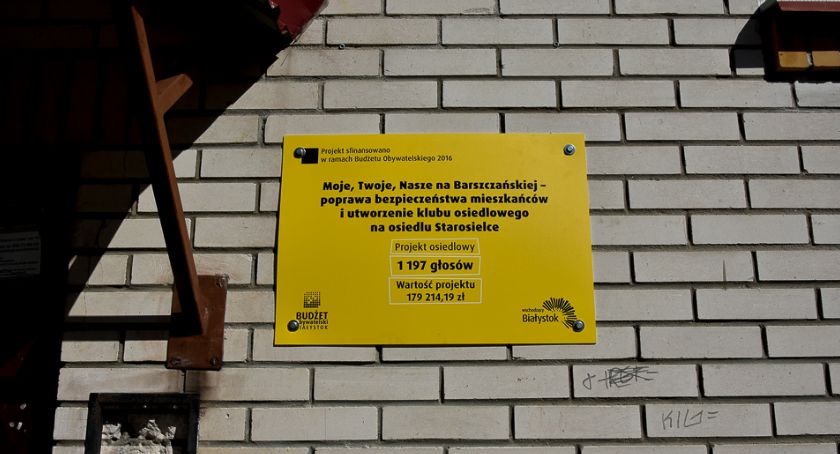 Projekt sfinansowano
w ramach Budżetu Obywatelskiego 2016
Moje, Twoje, Nasze na Barszczańskiej –
poprawa bezpieczeństwa mieszkańców
i utworzenie klubu osiedlowego
na osiedlu Starosielce
Projekt osiedlowy
1 197 głosów
Wartość projektu
179 214,19 zł
BUDŻET
BIAŁYSTOK
wschodzący
Białystok